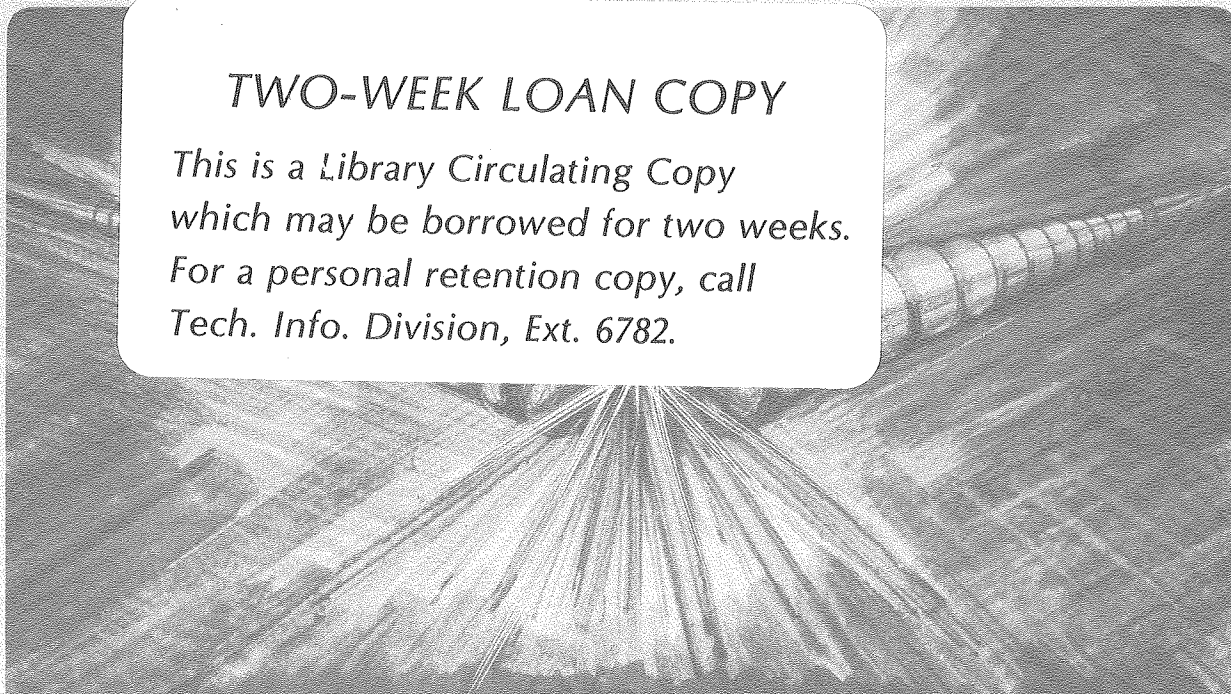 TWO-WEEK LOAN COPY
This is a Library Circulating Copy
which may be borrowed for two weeks.
For a personal retention copy, call
Tech. Info. Division, Ext. 6782.